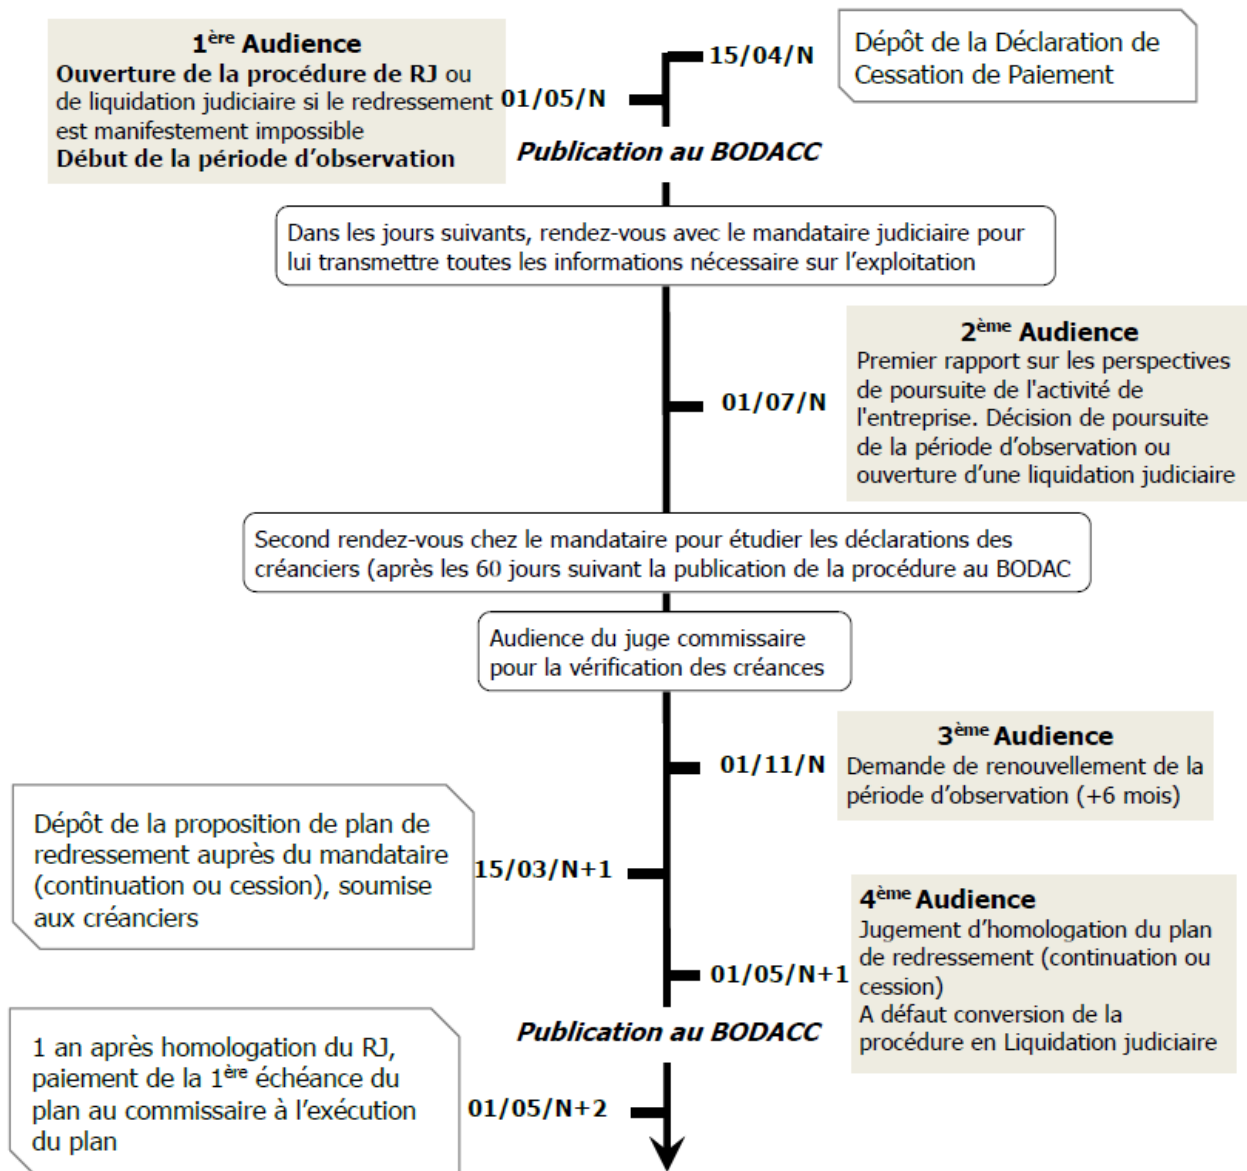 1ère Audience
Ouverture de la procédure de RJ ou
de liquidation judiciaire si le redressement
est manifestement impossible
Début de la période d'observation
15/04/N
Dépôt de la Déclaration de
Cessation de Paiement
01/05/N
Publication au BODACC
Dans les jours suivants, rendez-vous avec le mandataire judiciaire pour
lui transmettre toutes les informations nécessaire sur l'exploitation
2ème Audience
Premier rapport sur les perspectives
de poursuite de l'activité de
l'entreprise. Décision de poursuite
de la période d'observation ou
ouverture d'une liquidation judiciaire
01/07/N
Second rendez-vous chez le mandataire pour étudier les déclarations des
créanciers (après les 60 jours suivant la publication de la procédure au BODAC
Audience du juge commissaire
pour la vérification des créances
3ème Audience
Demande de renouvellement de la
période d'observation (+6 mois)
01/11/N
Dépôt de la proposition de plan de
redressement auprès du mandataire
(continuation ou cession), soumise
aux créanciers
15/03/N+1
4ème Audience
Jugement d'homologation du plan
de redressement (continuation ou
cession)
A défaut conversion de la
procédure en Liquidation judiciaire
01/05/N+1
Publication au BODACC
1 an après homologation du RJ,
paiement de la 1ère échéance du
plan au commissaire à l'exécution
du plan
01/05/N+2